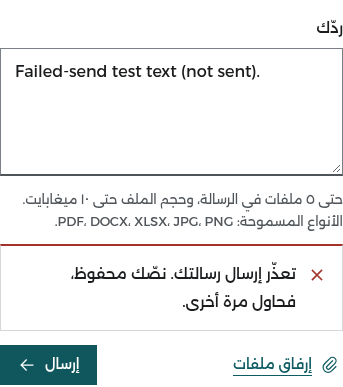 ردّك
Failed-send test text (not sent).
حتى ٥ ملفات في الرسالة، وحجم الملف حتى ١٠ ميغابايت.
الأنواع المسموحة: PDF، DOCX، XLSX، JPG، PNG.
تعذّر إرسال رسالتك. نصّك محفوظ،
فحاول مرة أخرى.
إرفاق ملفات
إرسال